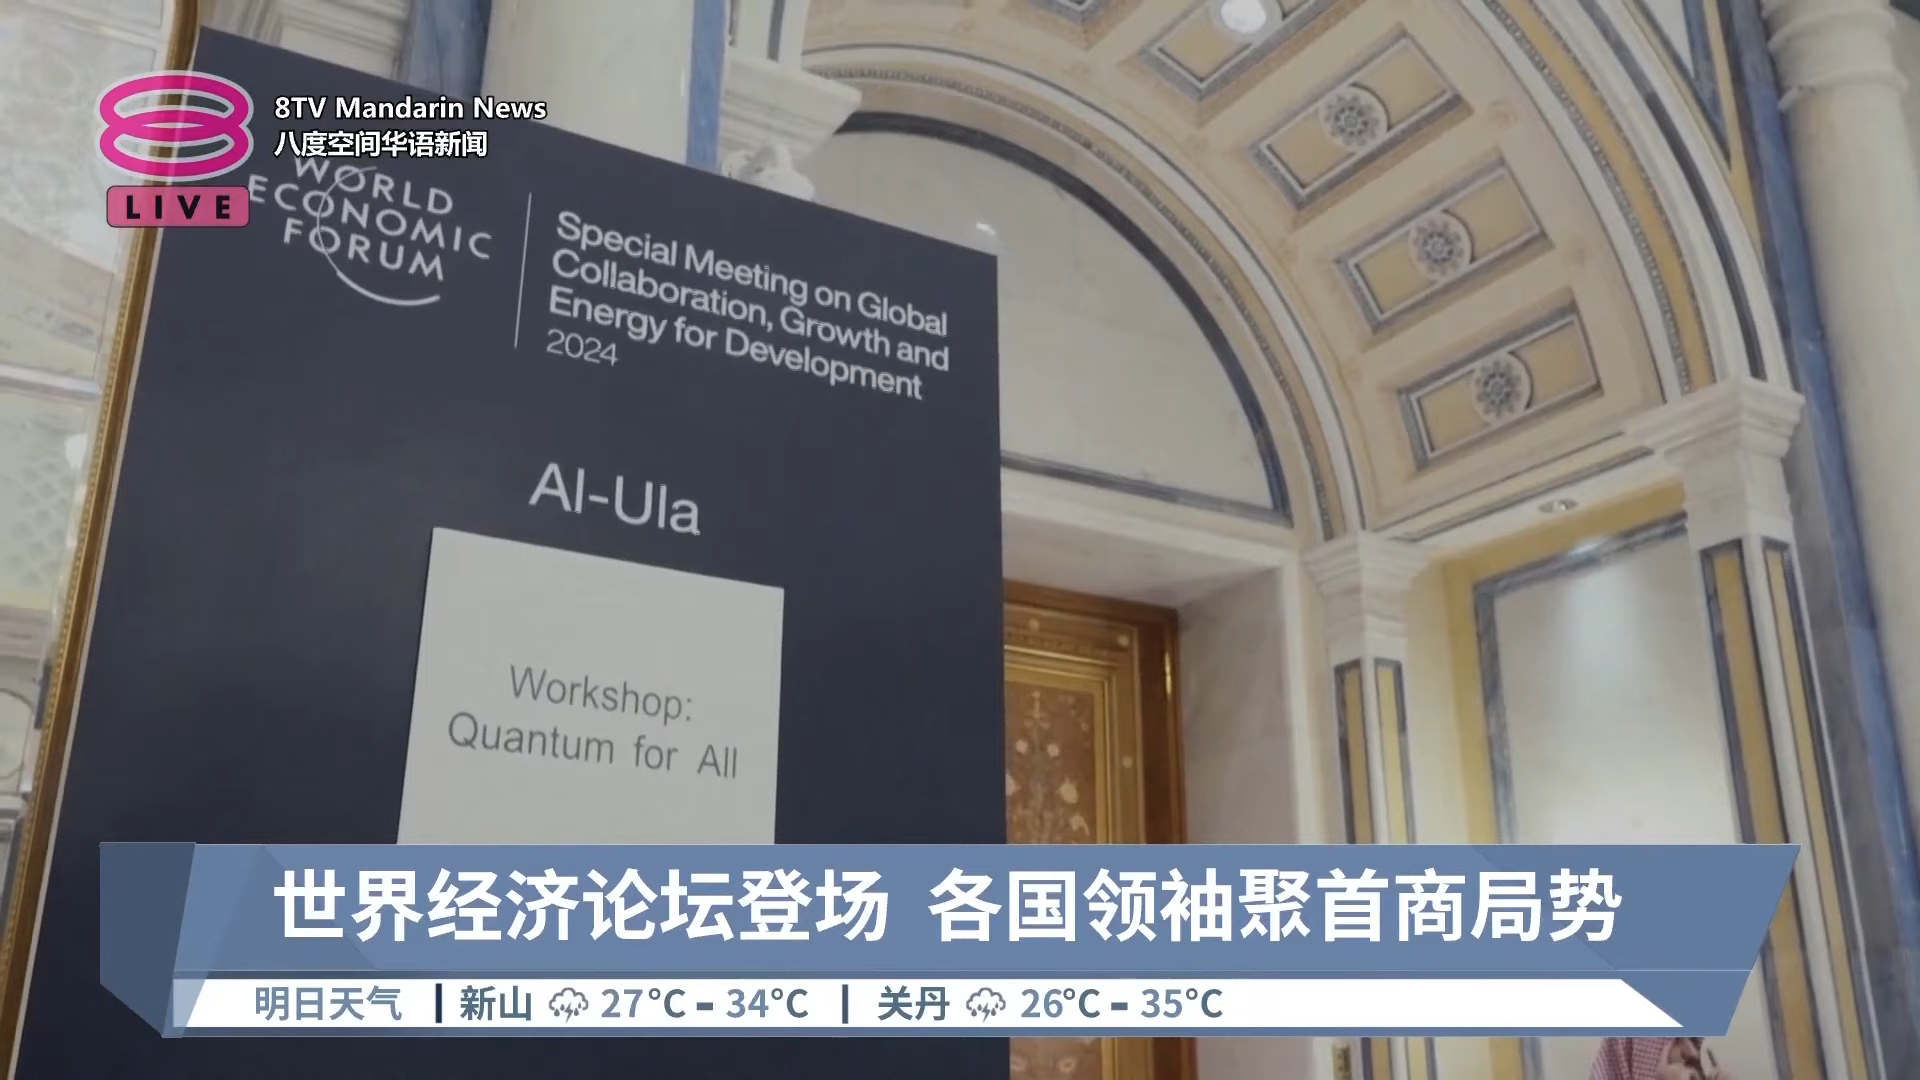 8TV Mandarin News
八度空间华语新闻
LIVE
WORLD
ECONOMIC
FORUM
Special Meeting on Global
Collaboration, Growth and
Energy for Development
2024
Al-Ula
Workshop:
Quantum for All
世界经济论坛登场 各国领袖聚首商局势
明日天气 | 新山 27°C - 34°C | 关丹 26°C - 35°C